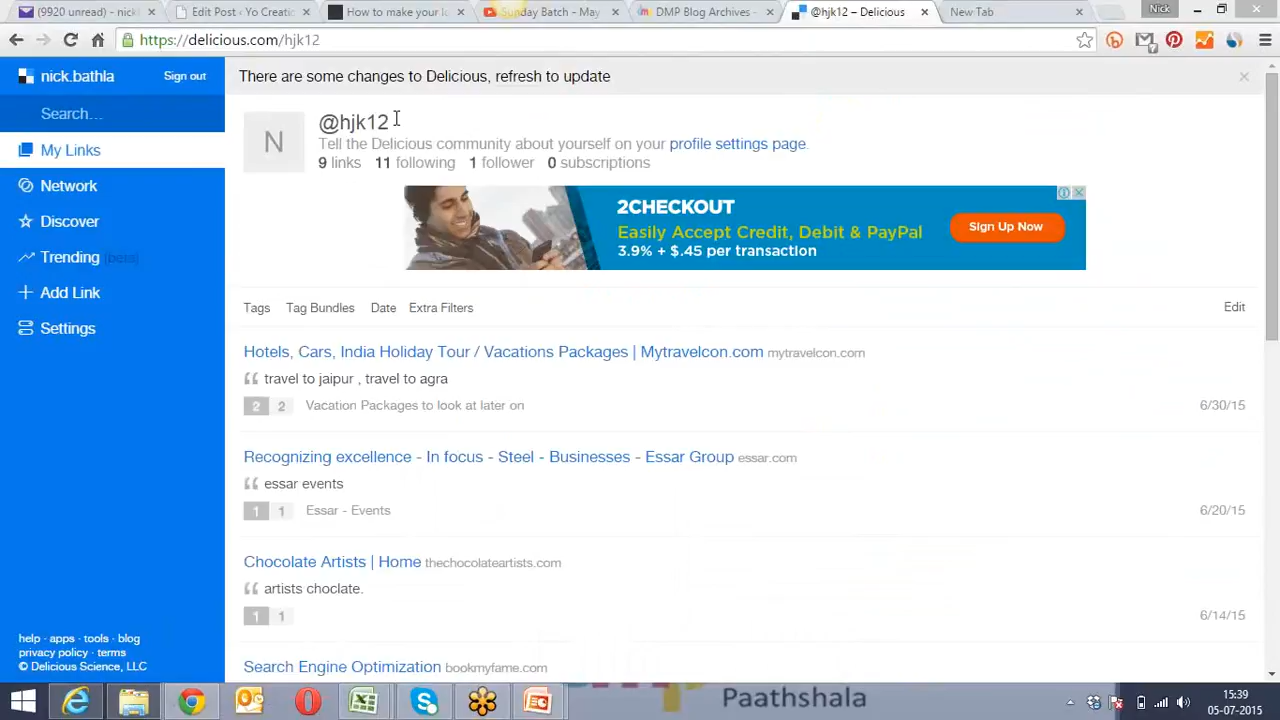 (9920 unread) - nick
Edit Post ‹ Yo Creatio
How to make your lo
Sunday Batch - May
DMP Blog Archives -
@hjk12 – Delicious
New Tab
Nick
https://delicious.com/hjk12
nick.bathla
Sign out
There are some changes to Delicious, refresh to update
Search…
My Links
Network
Discover
Trending (beta)
Add Link
Settings
N
@hjk12
Tell the Delicious community about yourself on your profile settings page.
9 links 11 following 1 follower 0 subscriptions
2CHECKOUT
Easily Accept Credit, Debit & PayPal
3.9% + $.45 per transaction
Sign Up Now
Tags Tag Bundles Date Extra Filters
Edit
Hotels, Cars, India Holiday Tour / Vacations Packages | Mytravelcon.com mytravelcon.com
travel to jaipur , travel to agra
2 2 Vacation Packages to look at later on
6/30/15
Recognizing excellence - In focus - Steel - Businesses - Essar Group essar.com
essar events
1 1 Essar - Events
6/20/15
Chocolate Artists | Home thechocolateartists.com
artists choclate.
1 1
6/14/15
Search Engine Optimization bookmyfame.com
help · apps · tools · blog
privacy policy · terms
© Delicious Science, LLC
Paathshala
15:39
05-07-2015